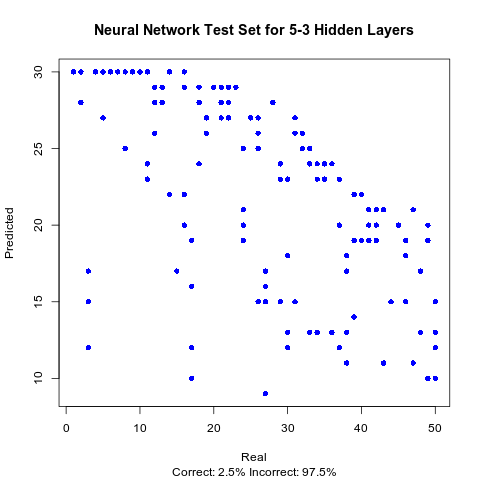 Neural Network Test Set for 5-3 Hidden Layers
30
25
20
15
10
Predicted
0 10 20 30 40 50
Real
Correct: 2.5% Incorrect: 97.5%